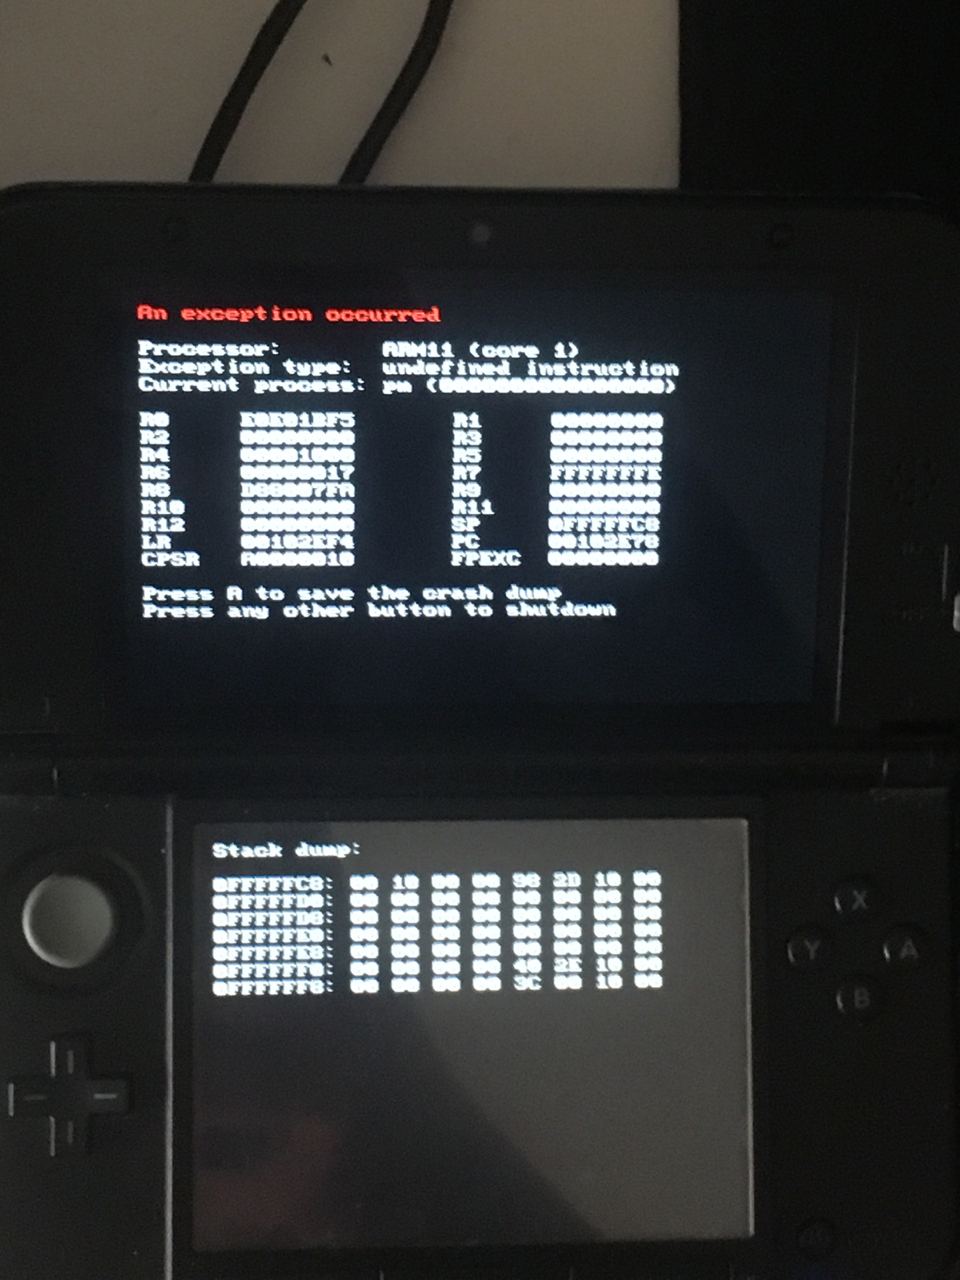 An exception occurred
Processor: ARM11 (core 1)
Exception type: undefined instruction
Current process: pm (0000000000000000)
R0 E0E01BF5 R1 00000000
R2 00000000 R3 00000000
R4 00001000 R5 00000000
R6 00000017 R7 FFFFFFFE
R8 D88007FA R9 00000000
R10 00000000 R11 00000000
R12 00000000 SP 0FFFFFC8
LR 00102EF4 PC 00102E78
CPSR A0000010 FPEXC 00000000
Press A to save the crash dump
Press any other button to shutdown
Stack dump:
0FFFFFC8: 00 10 00 00 98 2D 10 00
0FFFFFD0: 00 00 00 00 00 00 00 00
0FFFFFD8: 00 00 00 00 00 00 00 00
0FFFFFE0: 00 00 00 00 00 00 00 00
0FFFFFE8: 00 00 00 00 00 00 00 00
0FFFFFF0: 00 00 00 00 2E 10 00
0FFFFFF8: 00 00 00 00 3C 00 10 00
X
Y A
B